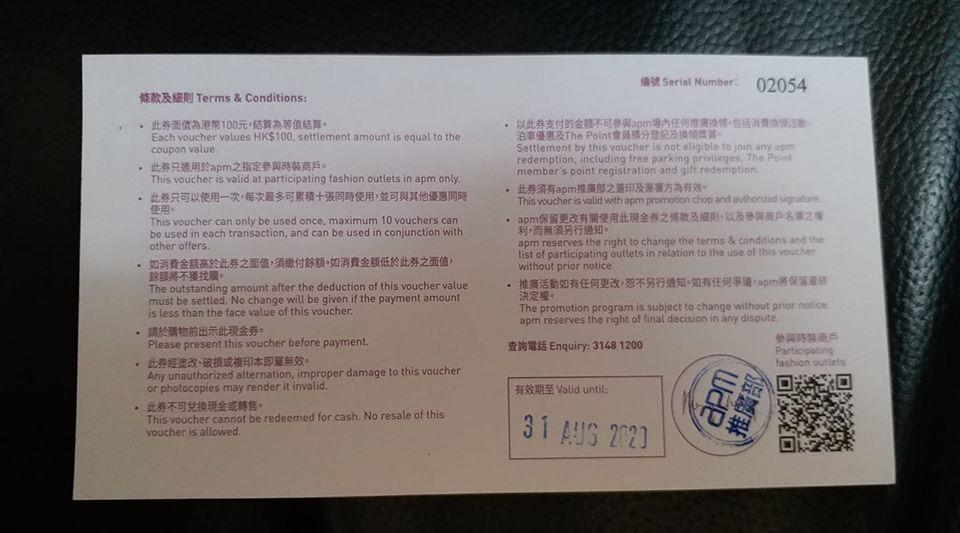 條款及細則 Terms & Conditions:
• 此券面價為港幣100元,結算為等值結算。
Each voucher values HK$100, settlement amount is equal to the
coupon value.
• 此券只適用於apm之指定參與時裝商戶。
This voucher is valid at participating fashion outlets in apm only.
• 此券只可以使用一次,每次最多可累積十張同時使用,並可與其他優惠同時
使用。
This voucher can only be used once, maximum 10 vouchers can
be used in each transaction, and can be used in conjunction with
other offers.
• 如消費金額高於此券之面值,須繳付餘額。如消費金額低於此券之面值,
餘額將不獲找贖。
The outstanding amount after the deduction of this voucher value
must be settled. No change will be given if the payment amount
is less than the face value of this voucher.
• 請於購物前出示此現金券。
Please present this voucher before payment.
• 此券經塗改、破損或複印本即屬無效。
Any unauthorized alternation, improper damage to this voucher
or photocopies may render it invalid.
• 此券不可兌換現金或轉售。
This voucher cannot be redeemed for cash. No resale of this
voucher is allowed.
編號 Serial Number: 02054
• 以此券支付的金額不可參與apm場內任何推廣換領,包括消費換領活動、
泊車優惠及The Point會員積分登記及換領獎賞。
Settlement by this voucher is not eligible to join any apm
redemption, including free parking privileges, The Point
member's point registration and gift redemption.
• 此券須有apm推廣部之蓋印及簽署方為有效。
This voucher is valid with apm promotion chop and authorized signature.
• apm保留更改有關使用此現金券之條款及細則,以及參與商戶名單之權
利,而無須另行通知。
apm reserves the right to change the terms & conditions and the
list of participating outlets in relation to the use of this voucher
without prior notice.
• 推廣活動如有任何更改,恕不另行通知。如有任何爭議,apm將保留最終
決定權。
The promotion program is subject to change without prior notice.
apm reserves the right of final decision in any dispute.
查詢電話 Enquiry: 3148 1200
有效期至 Valid until:
31 AUG 2020
apm
推廣部
參與時裝商戶
Participating
fashion outlets